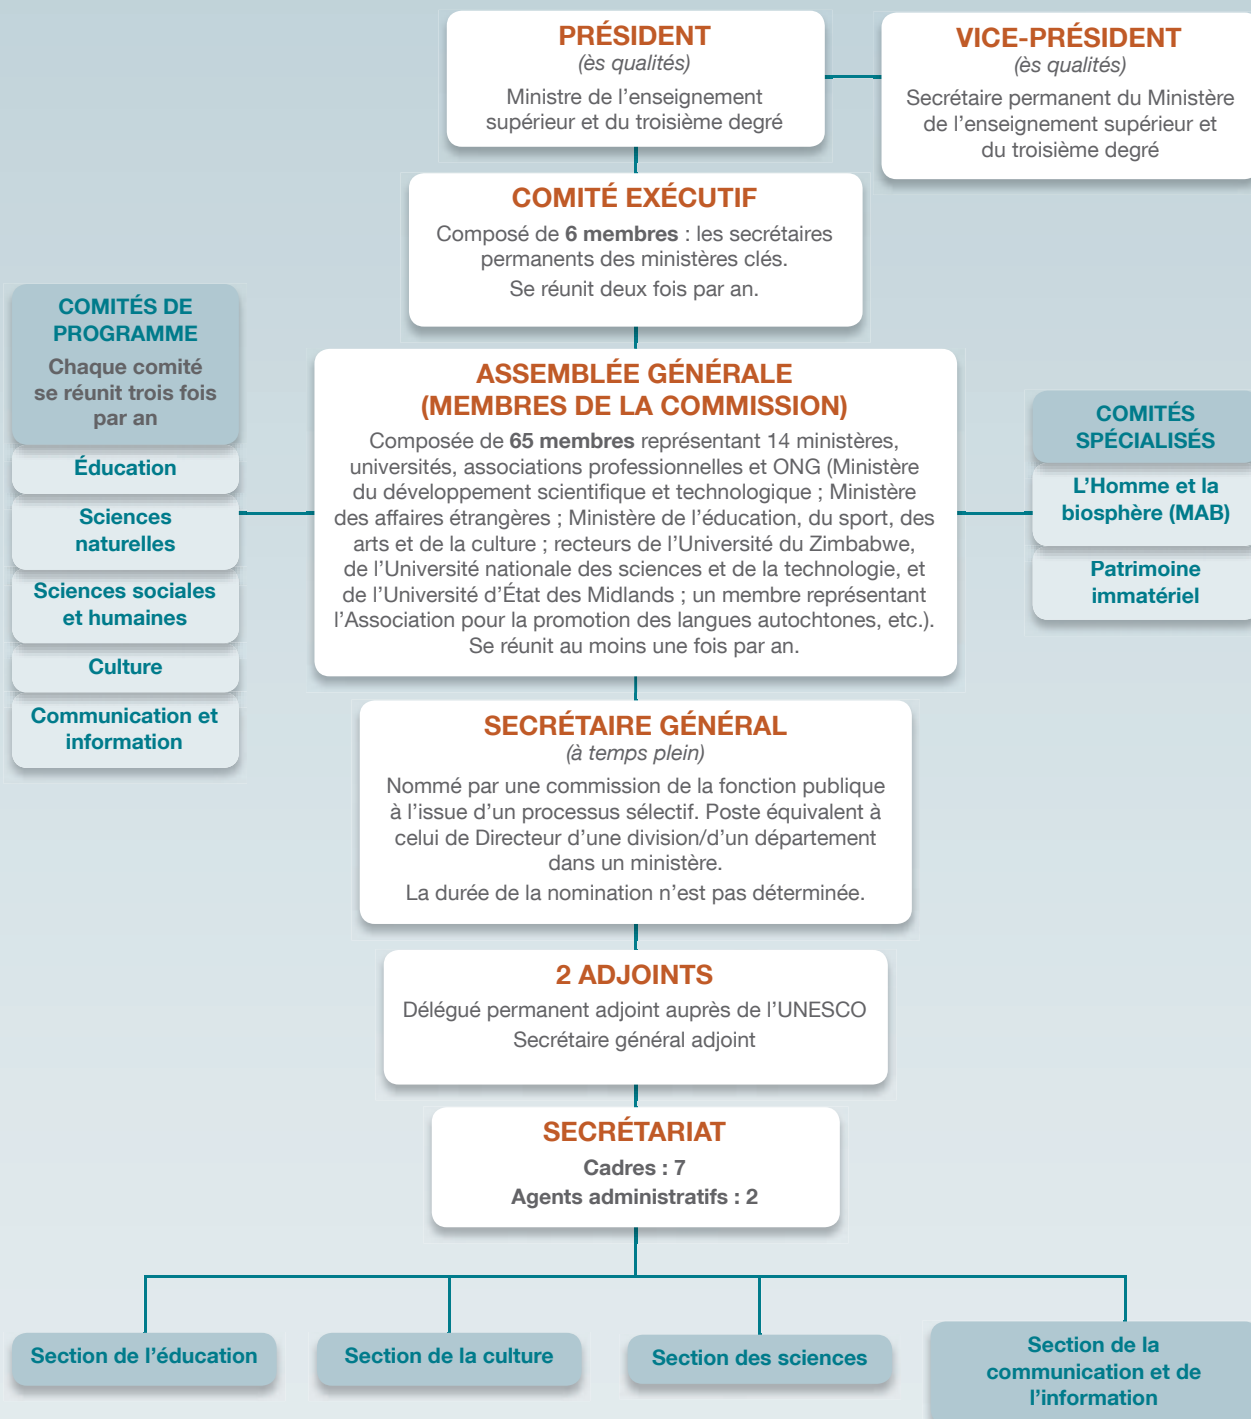 PRÉSIDENT
(ès qualités)
Ministre de l’enseignement
supérieur et du troisième degré
VICE-PRÉSIDENT
(ès qualités)
Secrétaire permanent du Ministère
de l’enseignement supérieur et
du troisième degré
COMITÉ EXÉCUTIF
Composé de 6 membres : les secrétaires
permanents des ministères clés.
Se réunit deux fois par an.
COMITÉS DE
PROGRAMME
Chaque comité
se réunit trois fois
par an
Éducation
Sciences
naturelles
Sciences sociales
et humaines
Culture
Communication et
information
ASSEMBLÉE GÉNÉRALE
(MEMBRES DE LA COMMISSION)
Composée de 65 membres représentant 14 ministères,
universités, associations professionnelles et ONG (Ministère
du développement scientifique et technologique ; Ministère
des affaires étrangères ; Ministère de l’éducation, du sport, des
arts et de la culture ; recteurs de l’Université du Zimbabwe,
de l’Université nationale des sciences et de la technologie, et
de l’Université d’État des Midlands ; un membre représentant
l’Association pour la promotion des langues autochtones, etc.).
Se réunit au moins une fois par an.
COMITÉS
SPÉCIALISÉS
L’Homme et la
biosphère (MAB)
Patrimoine
immatériel
SECRÉTAIRE GÉNÉRAL
(à temps plein)
Nommé par une commission de la fonction publique
à l’issue d’un processus sélectif. Poste équivalent à
celui de Directeur d’une division/d’un département
dans un ministère.
La durée de la nomination n’est pas déterminée.
2 ADJOINTS
Délégué permanent adjoint auprès de l’UNESCO
Secrétaire général adjoint
SECRÉTARIAT
Cadres : 7
Agents administratifs : 2
Section de l’éducation
Section de la culture
Section des sciences
Section de la
communication et de
l’information